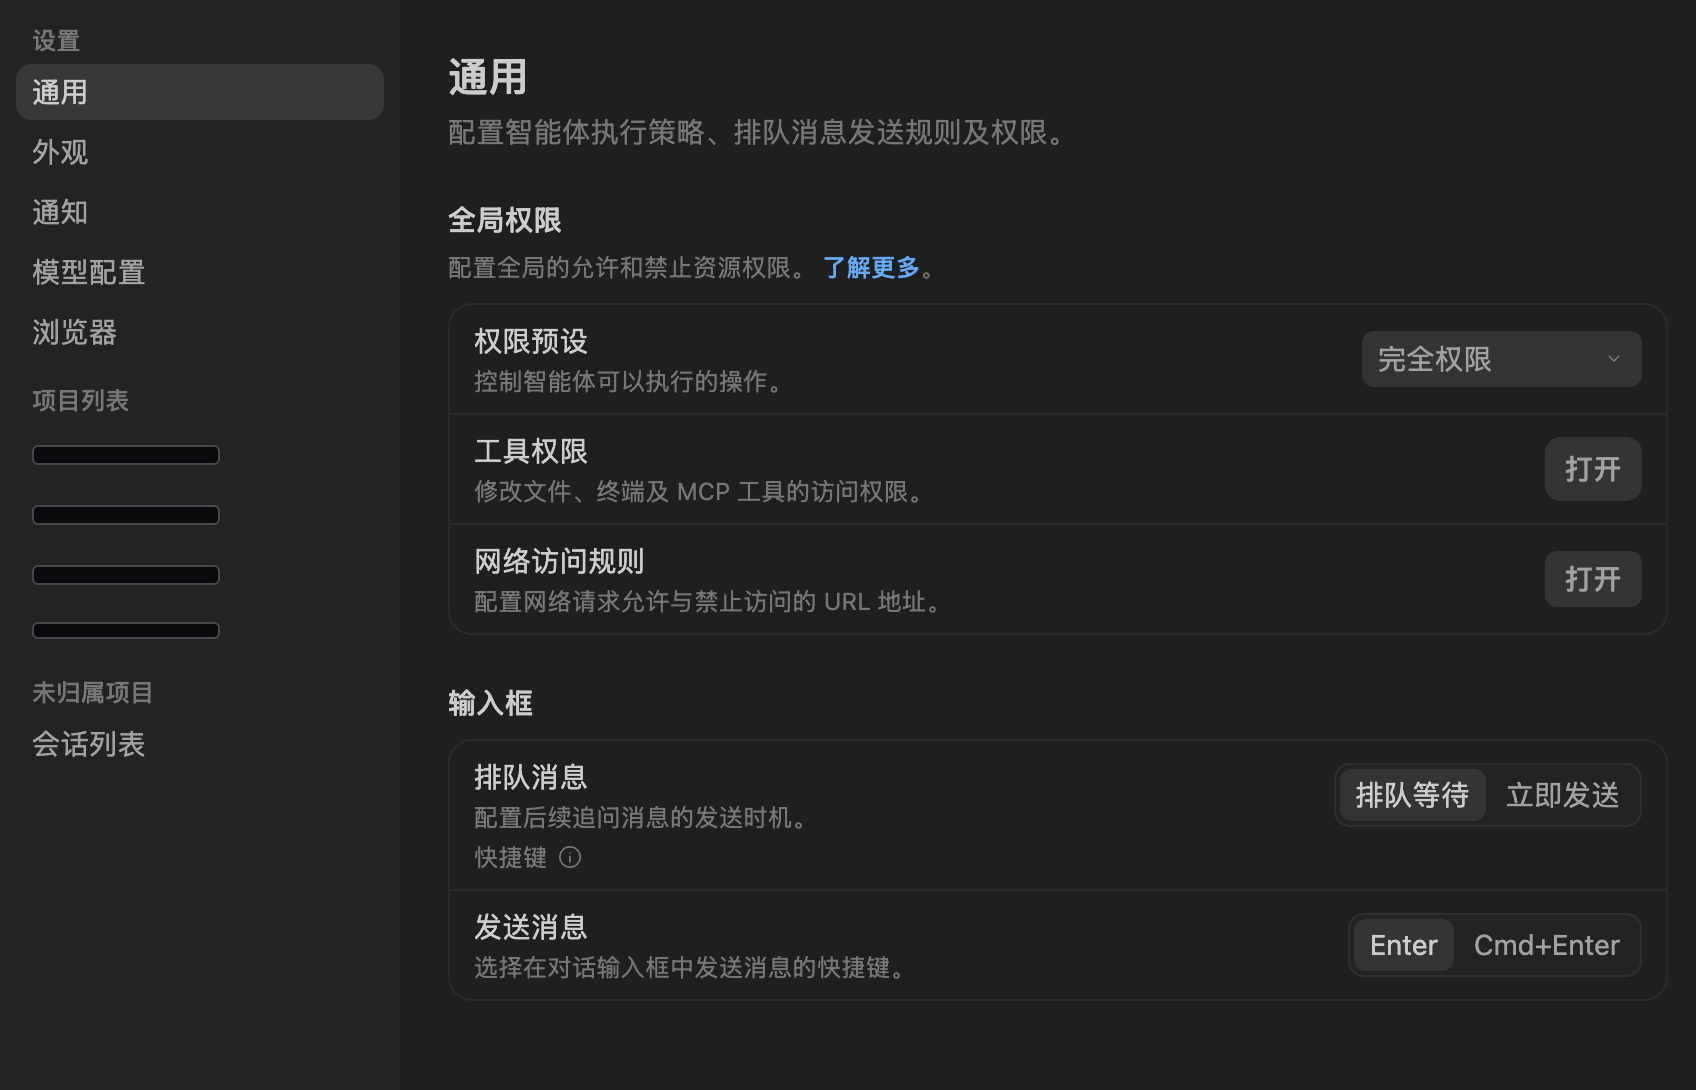 设置
通用
外观
通知
模型配置
浏览器
项目列表
未归属项目
会话列表
通用
配置智能体执行策略、排队消息发送规则及权限。
全局权限
配置全局的允许和禁止资源权限。 了解更多。
权限预设
控制智能体可以执行的操作。
完全权限
工具权限
修改文件、终端及 MCP 工具的访问权限。
打开
网络访问规则
配置网络请求允许与禁止访问的 URL 地址。
打开
输入框
排队消息
配置后续追问消息的发送时机。
快捷键
排队等待 立即发送
发送消息
选择在对话输入框中发送消息的快捷键。
Enter Cmd+Enter